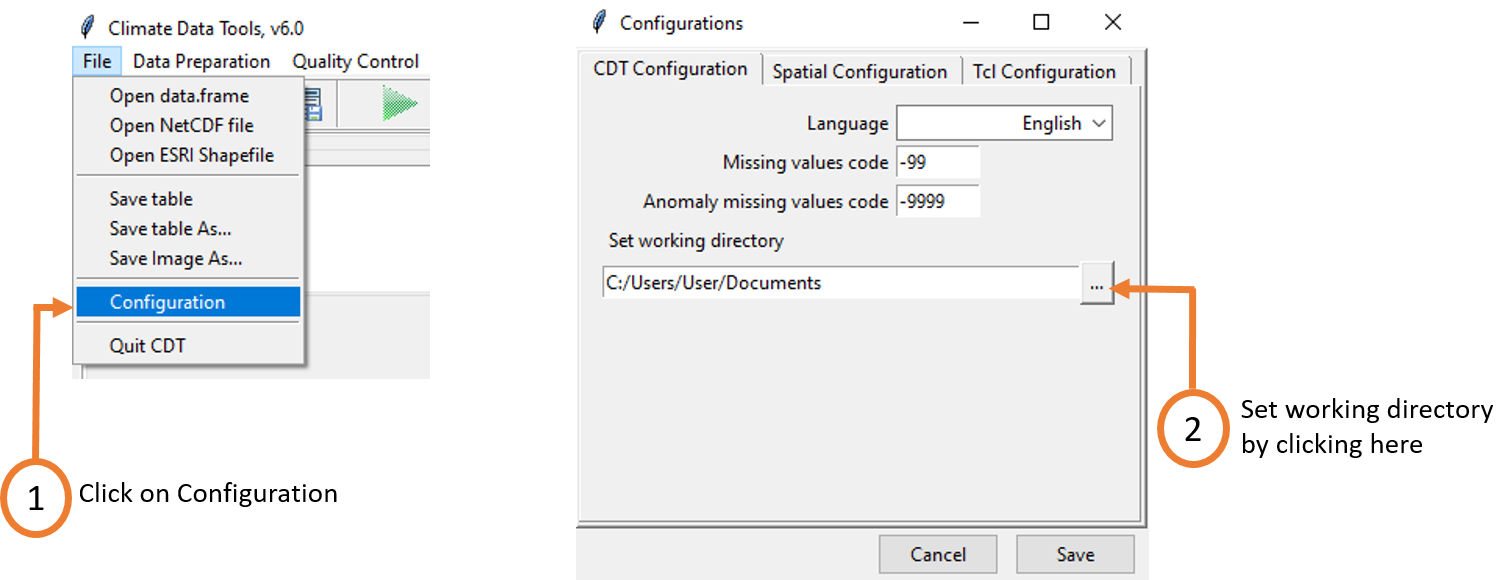 Climate Data Tools, v6.0
File Data Preparation Quality Control
Open data.frame
Open NetCDF file
Open ESRI Shapefile
Save table
Save table As...
Save Image As...
Configuration
Quit CDT
1 Click on Configuration
Configurations
CDT Configuration Spatial Configuration Tcl Configuration
Language English
Missing values code -99
Anomaly missing values code -9999
Set working directory
C:/Users/User/Documents ...
2 Set working directory
by clicking here
Cancel Save